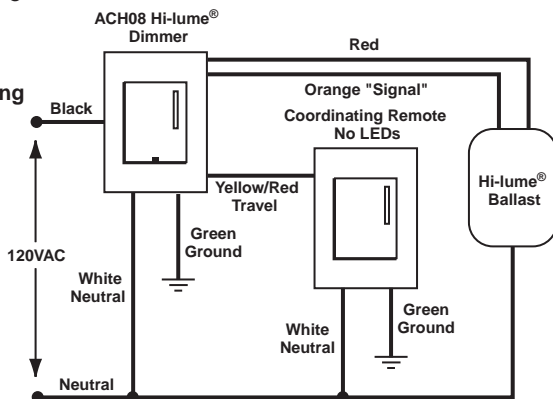 ACH08 Hi-lume®
Dimmer
Red
ng
Black
Orange "Signal"
Coordinating Remote
No LEDs
Hi-lume®
Ballast
Yellow/Red
Travel
Green
Ground
120VAC
White
Neutral
Green
Ground
White
Neutral
Neutral